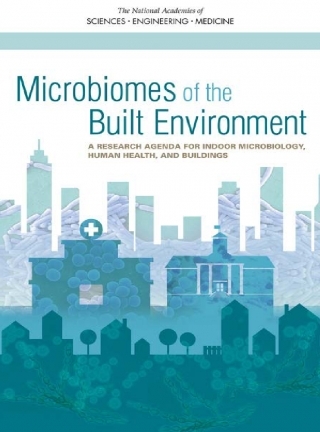 The National Academies of
SCIENCES • ENGINEERING • MEDICINE
Microbiomes of the
Built Environment
A RESEARCH AGENDA FOR INDOOR MICROBIOLOGY,
HUMAN HEALTH, AND BUILDINGS